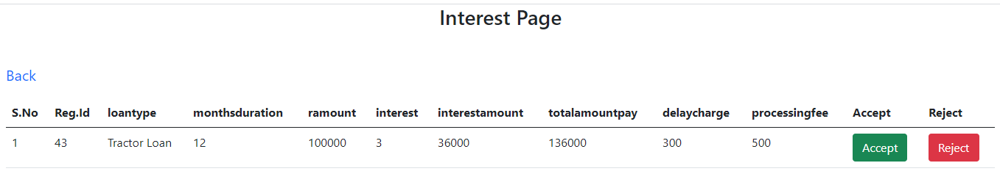 Interest Page
Back
S.No Reg.Id loantype monthsduration ramount interest interestamount totalamountpay delaycharge processingfee Accept Reject
1 43 Tractor Loan 12 100000 3 36000 136000 300 500 Accept Reject